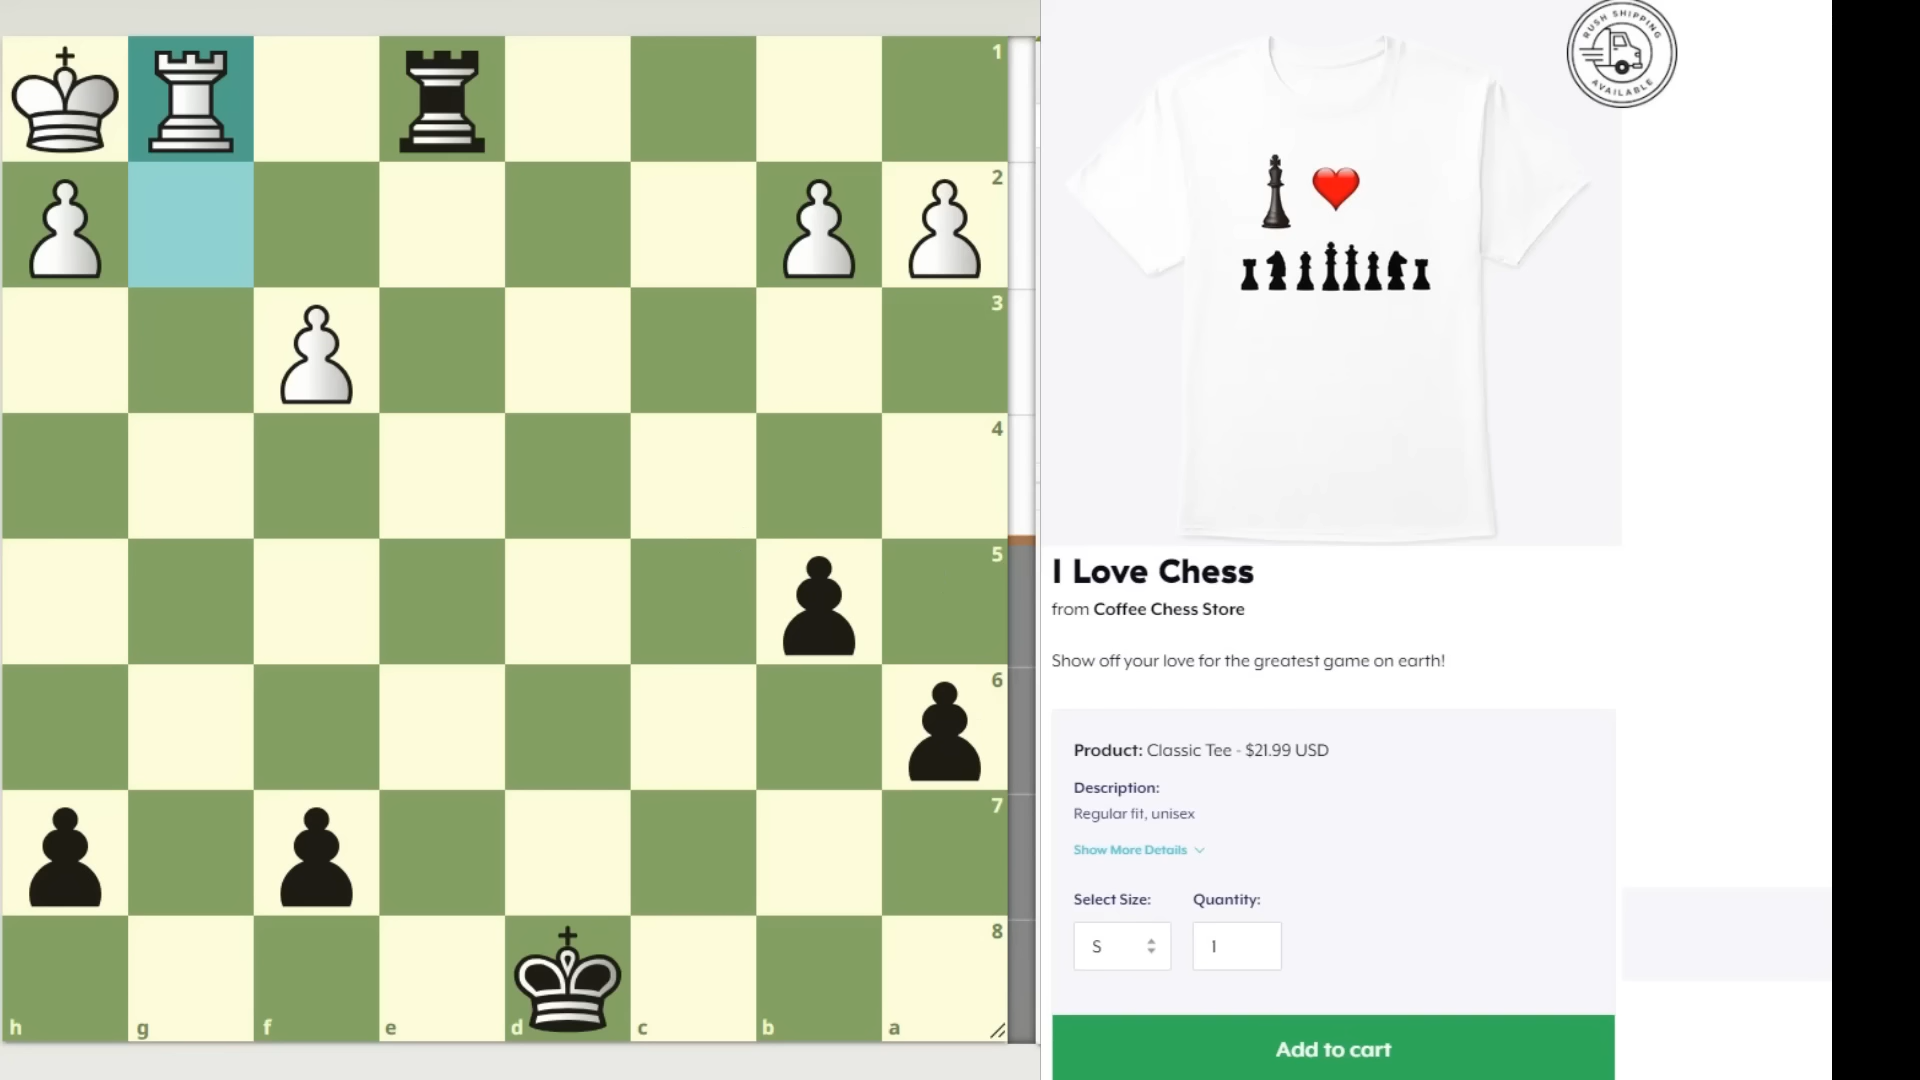 1
2
3
4
5
6
7
8
h g f e d c b a
RUSH SHIPPING
AVAILABLE
I Love Chess
from Coffee Chess Store
Show off your love for the greatest game on earth!
Product: Classic Tee - $21.99 USD
Description:
Regular fit, unisex
Show More Details
Select Size: Quantity:
S 1
Add to cart